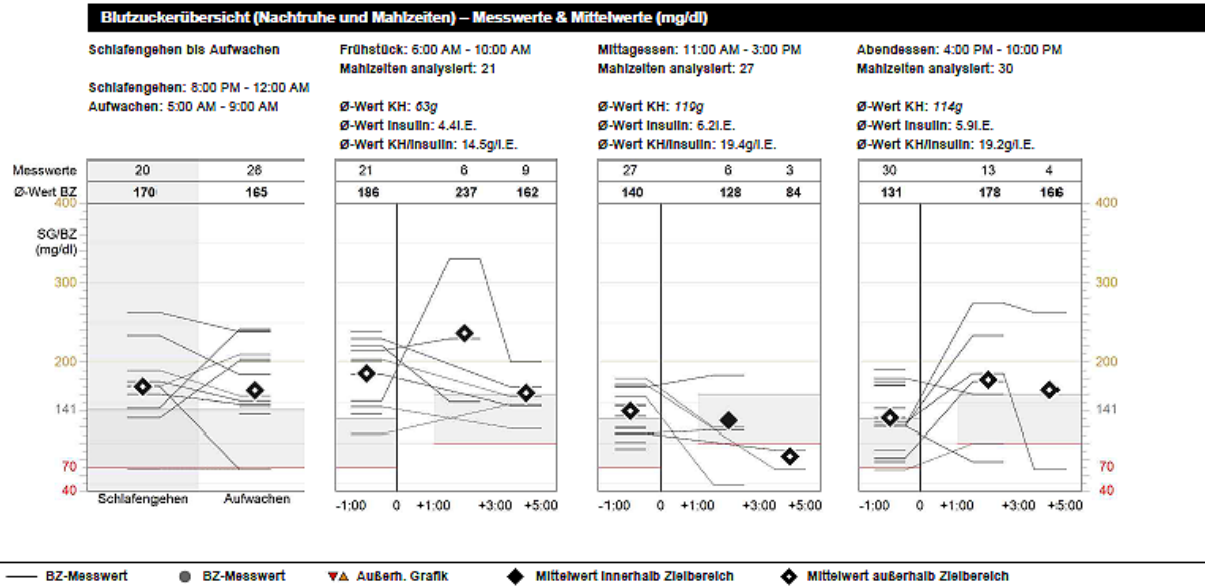 Blutzuckerübersicht (Nachtruhe und Mahlzeiten) – Messwerte & Mittelwerte (mg/dl)
Schlafengehen bis Aufwachen
Schlafengehen: 8:00 PM - 12:00 AM
Aufwachen: 5:00 AM - 9:00 AM
Frühstück: 6:00 AM - 10:00 AM
Mahlzeiten analysiert: 21
Ø-Wert KH: 63g
Ø-Wert Insulin: 4.4I.E.
Ø-Wert KH/Insulin: 14.5g/I.E.
Mittagessen: 11:00 AM - 3:00 PM
Mahlzeiten analysiert: 27
Ø-Wert KH: 119g
Ø-Wert Insulin: 6.2I.E.
Ø-Wert KH/Insulin: 19.4g/I.E.
Abendessen: 4:00 PM - 10:00 PM
Mahlzeiten analysiert: 30
Ø-Wert KH: 114g
Ø-Wert Insulin: 5.9I.E.
Ø-Wert KH/Insulin: 19.2g/I.E.
Messwerte 20 26 21 6 9 27 6 3 30 13 4
Ø-Wert BZ 170 165 186 237 162 140 128 84 131 178 166
400 400
SG/BZ
(mg/dl)
300 300
200 200
141 141
70 70
40 40
Schlafengehen Aufwachen -1:00 0 +1:00 +3:00 +5:00 -1:00 0 +1:00 +3:00 +5:00 -1:00 0 +1:00 +3:00 +5:00
BZ-Messwert BZ-Messwert Außerh. Grafik Mittelwert innerhalb Zielbereich Mittelwert außerhalb Zielbereich